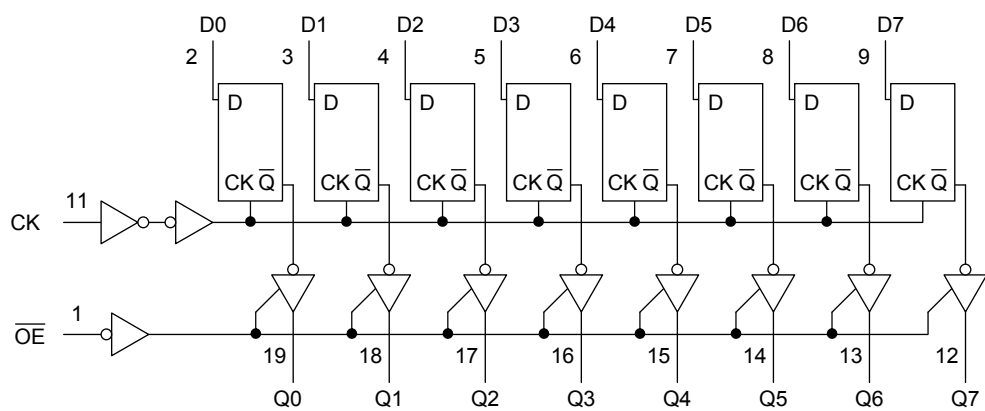 D0 D1 D2 D3 D4 D5 D6 D7
2 3 4 5 6 7 8 9
D D D D D D D D
CK Q̅ CK Q̅ CK Q̅ CK Q̅ CK Q̅ CK Q̅ CK Q̅ CK Q̅
11
CK
1
O̅E̅
19 18 17 16 15 14 13 12
Q0 Q1 Q2 Q3 Q4 Q5 Q6 Q7